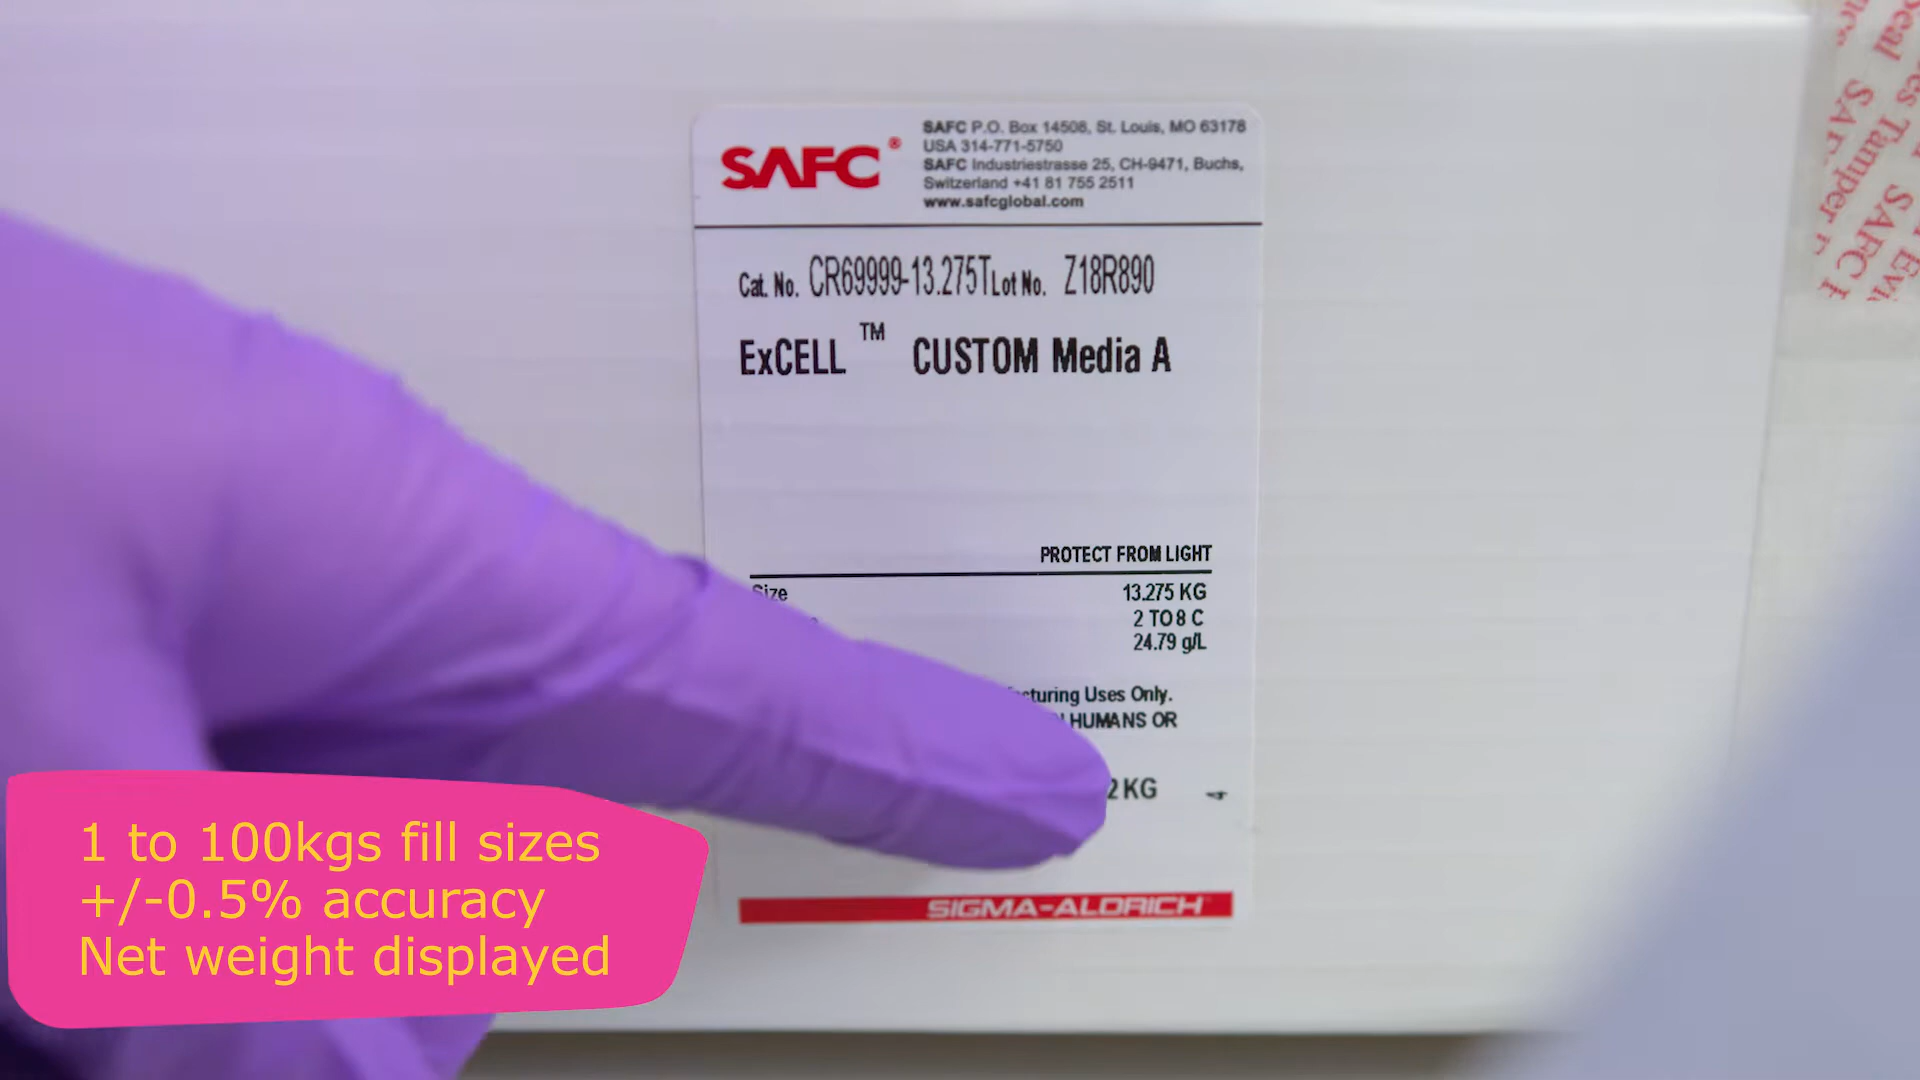 SAFC®
SAFC P.O. Box 14508, St. Louis, MO 63178
USA 314-771-5750
SAFC Industriestrasse 25, CH-9471, Buchs,
Switzerland +41 81 755 2511
www.safcglobal.com
Cat. No. CR69999-13.275T Lot No. Z18R890
ExCELL™ CUSTOM Media A
PROTECT FROM LIGHT
Size 13.275 KG
2 TO 8 C
24.79 g/L
Uses Only.
HUMANS OR
2 KG
SIGMA-ALDRICH
1 to 100kgs fill sizes
+/-0.5% accuracy
Net weight displayed
SAFC
Tamper
SAFC